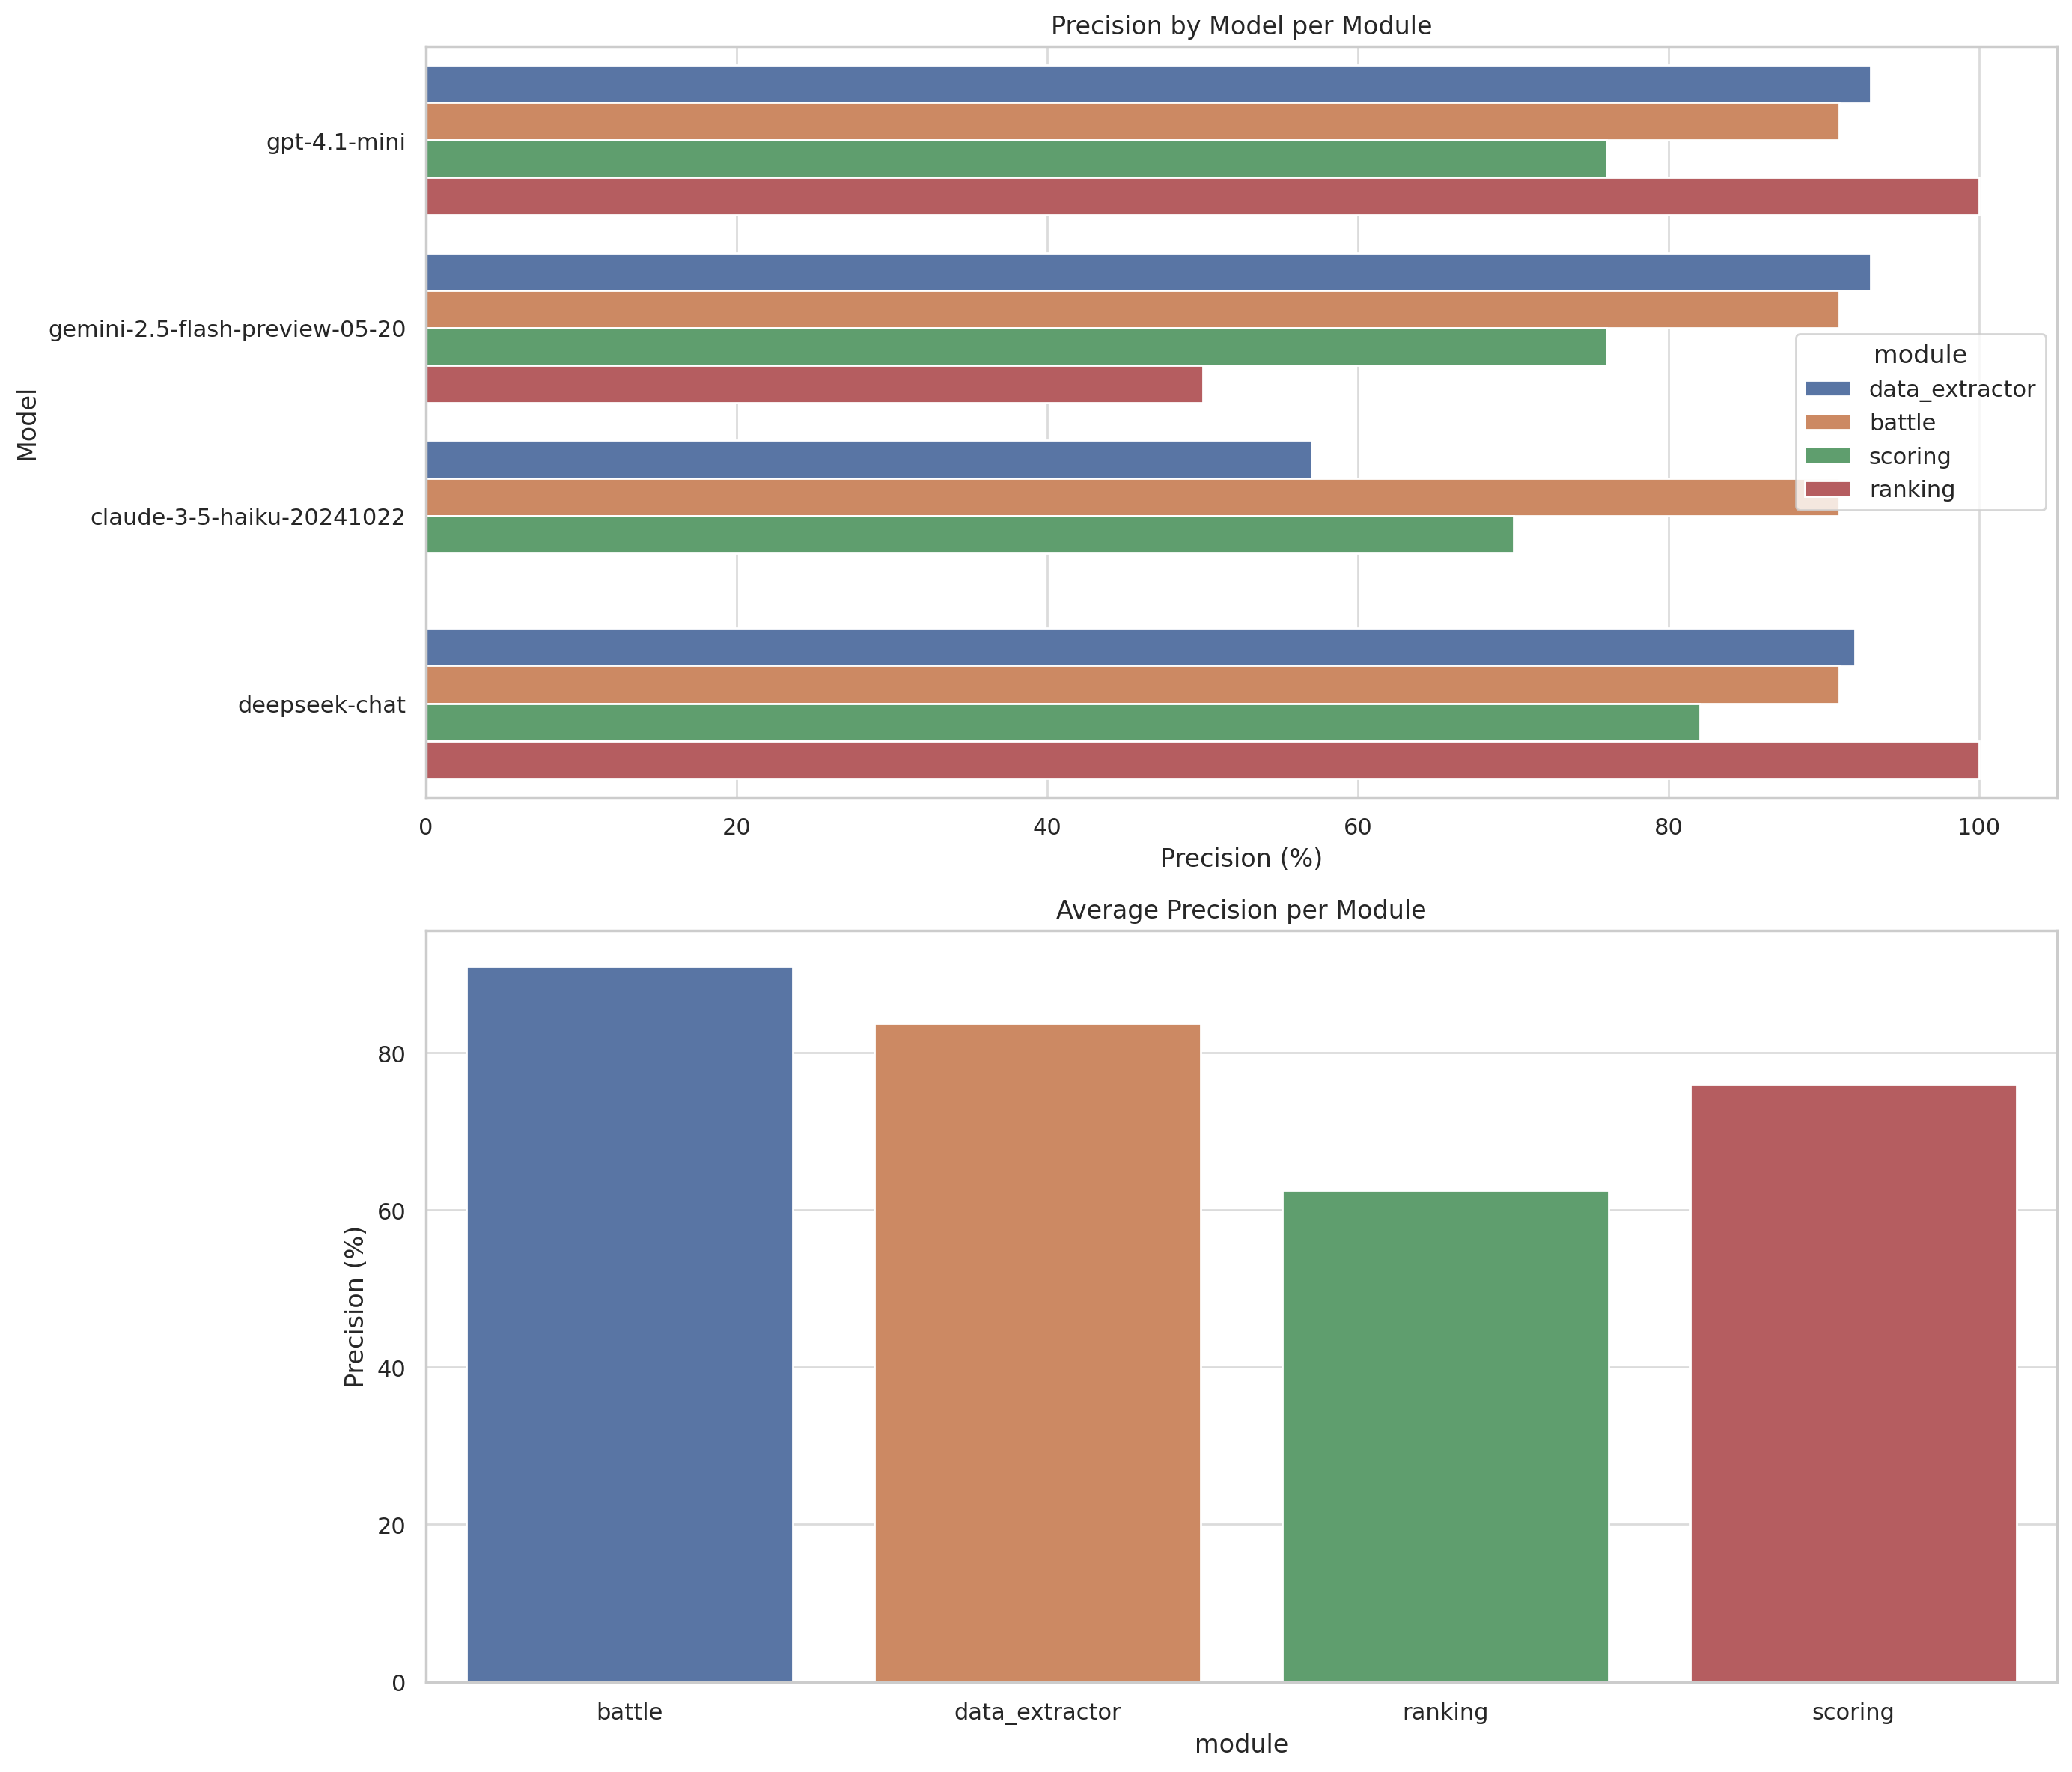 Precision by Model per Module
Model
gpt-4.1-mini
gemini-2.5-flash-preview-05-20
claude-3-5-haiku-20241022
deepseek-chat
module
data_extractor
battle
scoring
ranking
0 20 40 60 80 100
Precision (%)
Average Precision per Module
Precision (%)
80
60
40
20
0
battle data_extractor ranking scoring
module